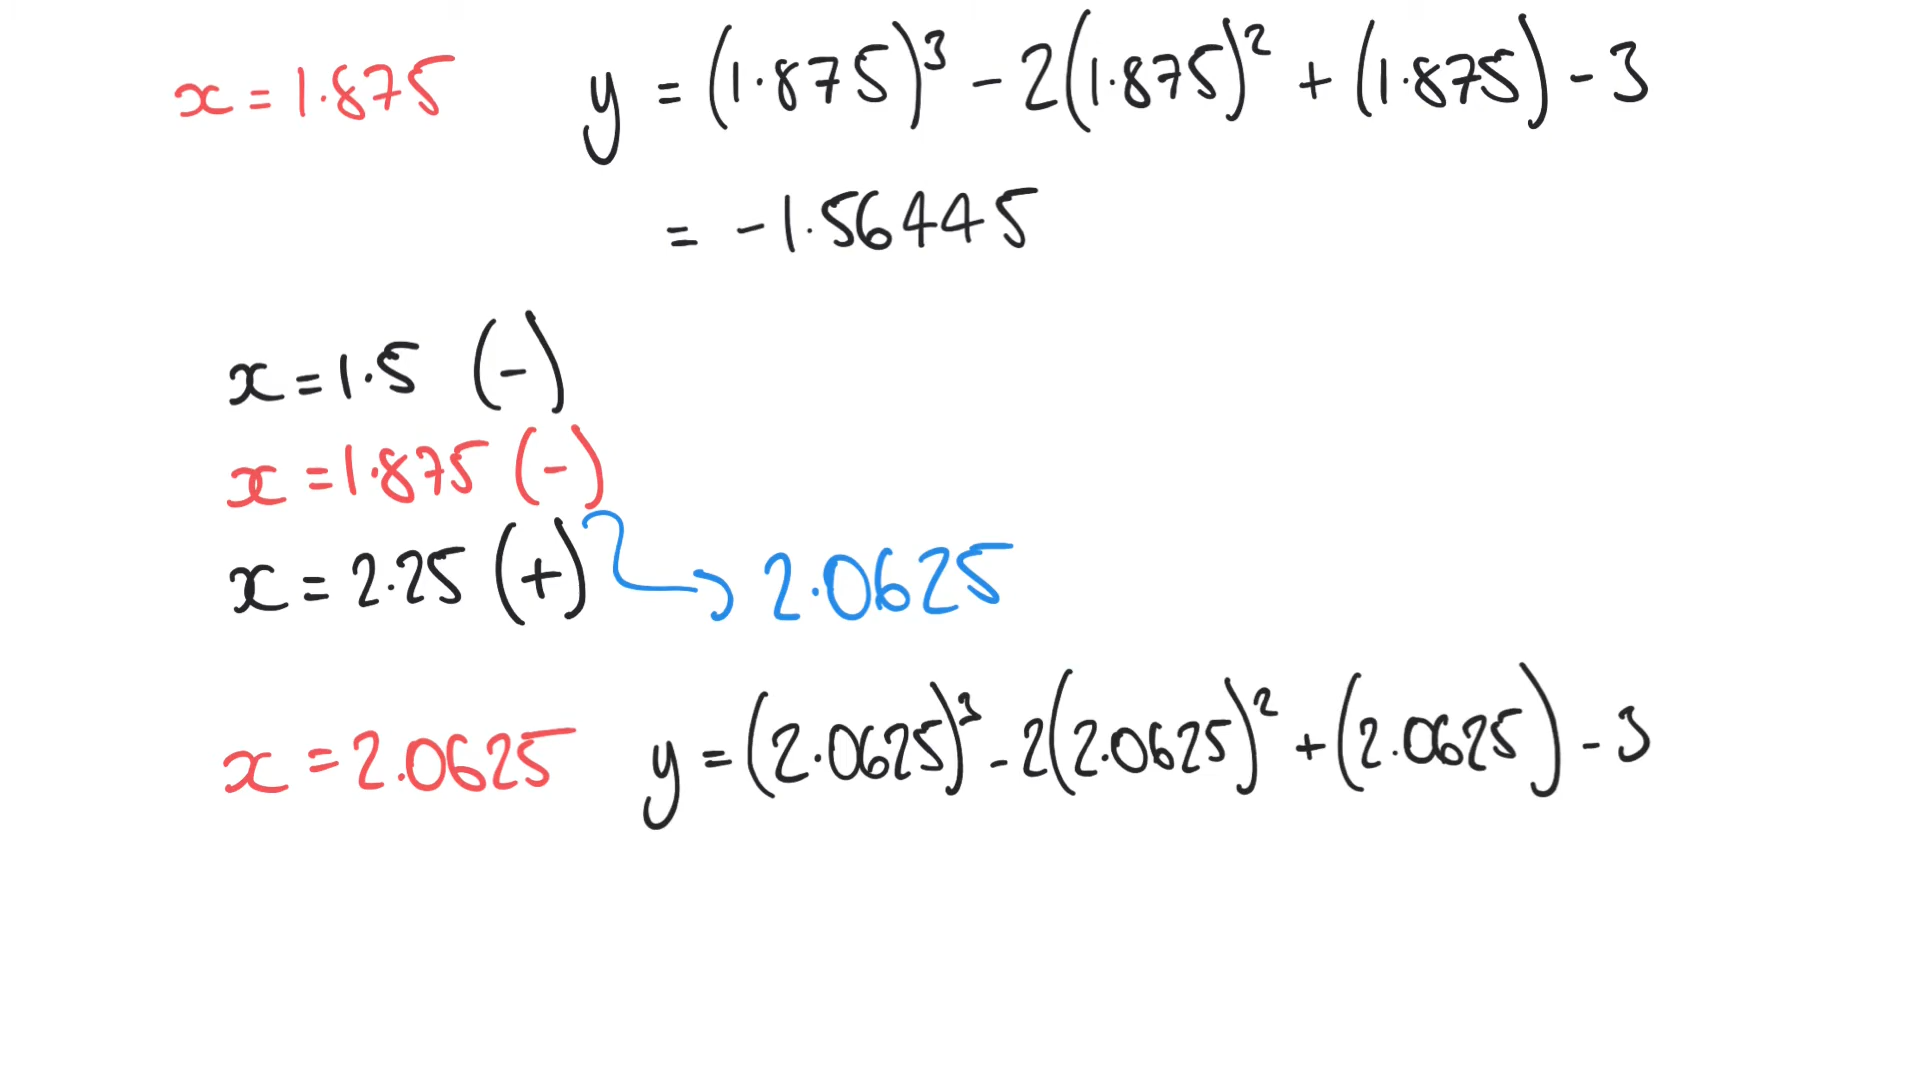 x = 1.875 y = (1.875)³ - 2(1.875)² + (1.875) - 3
= -1.56445
x = 1.5 (-)
x = 1.875 (-)
x = 2.25 (+) 2.0625
x = 2.0625 y = (2.0625)³ - 2(2.0625)² + (2.0625) - 3